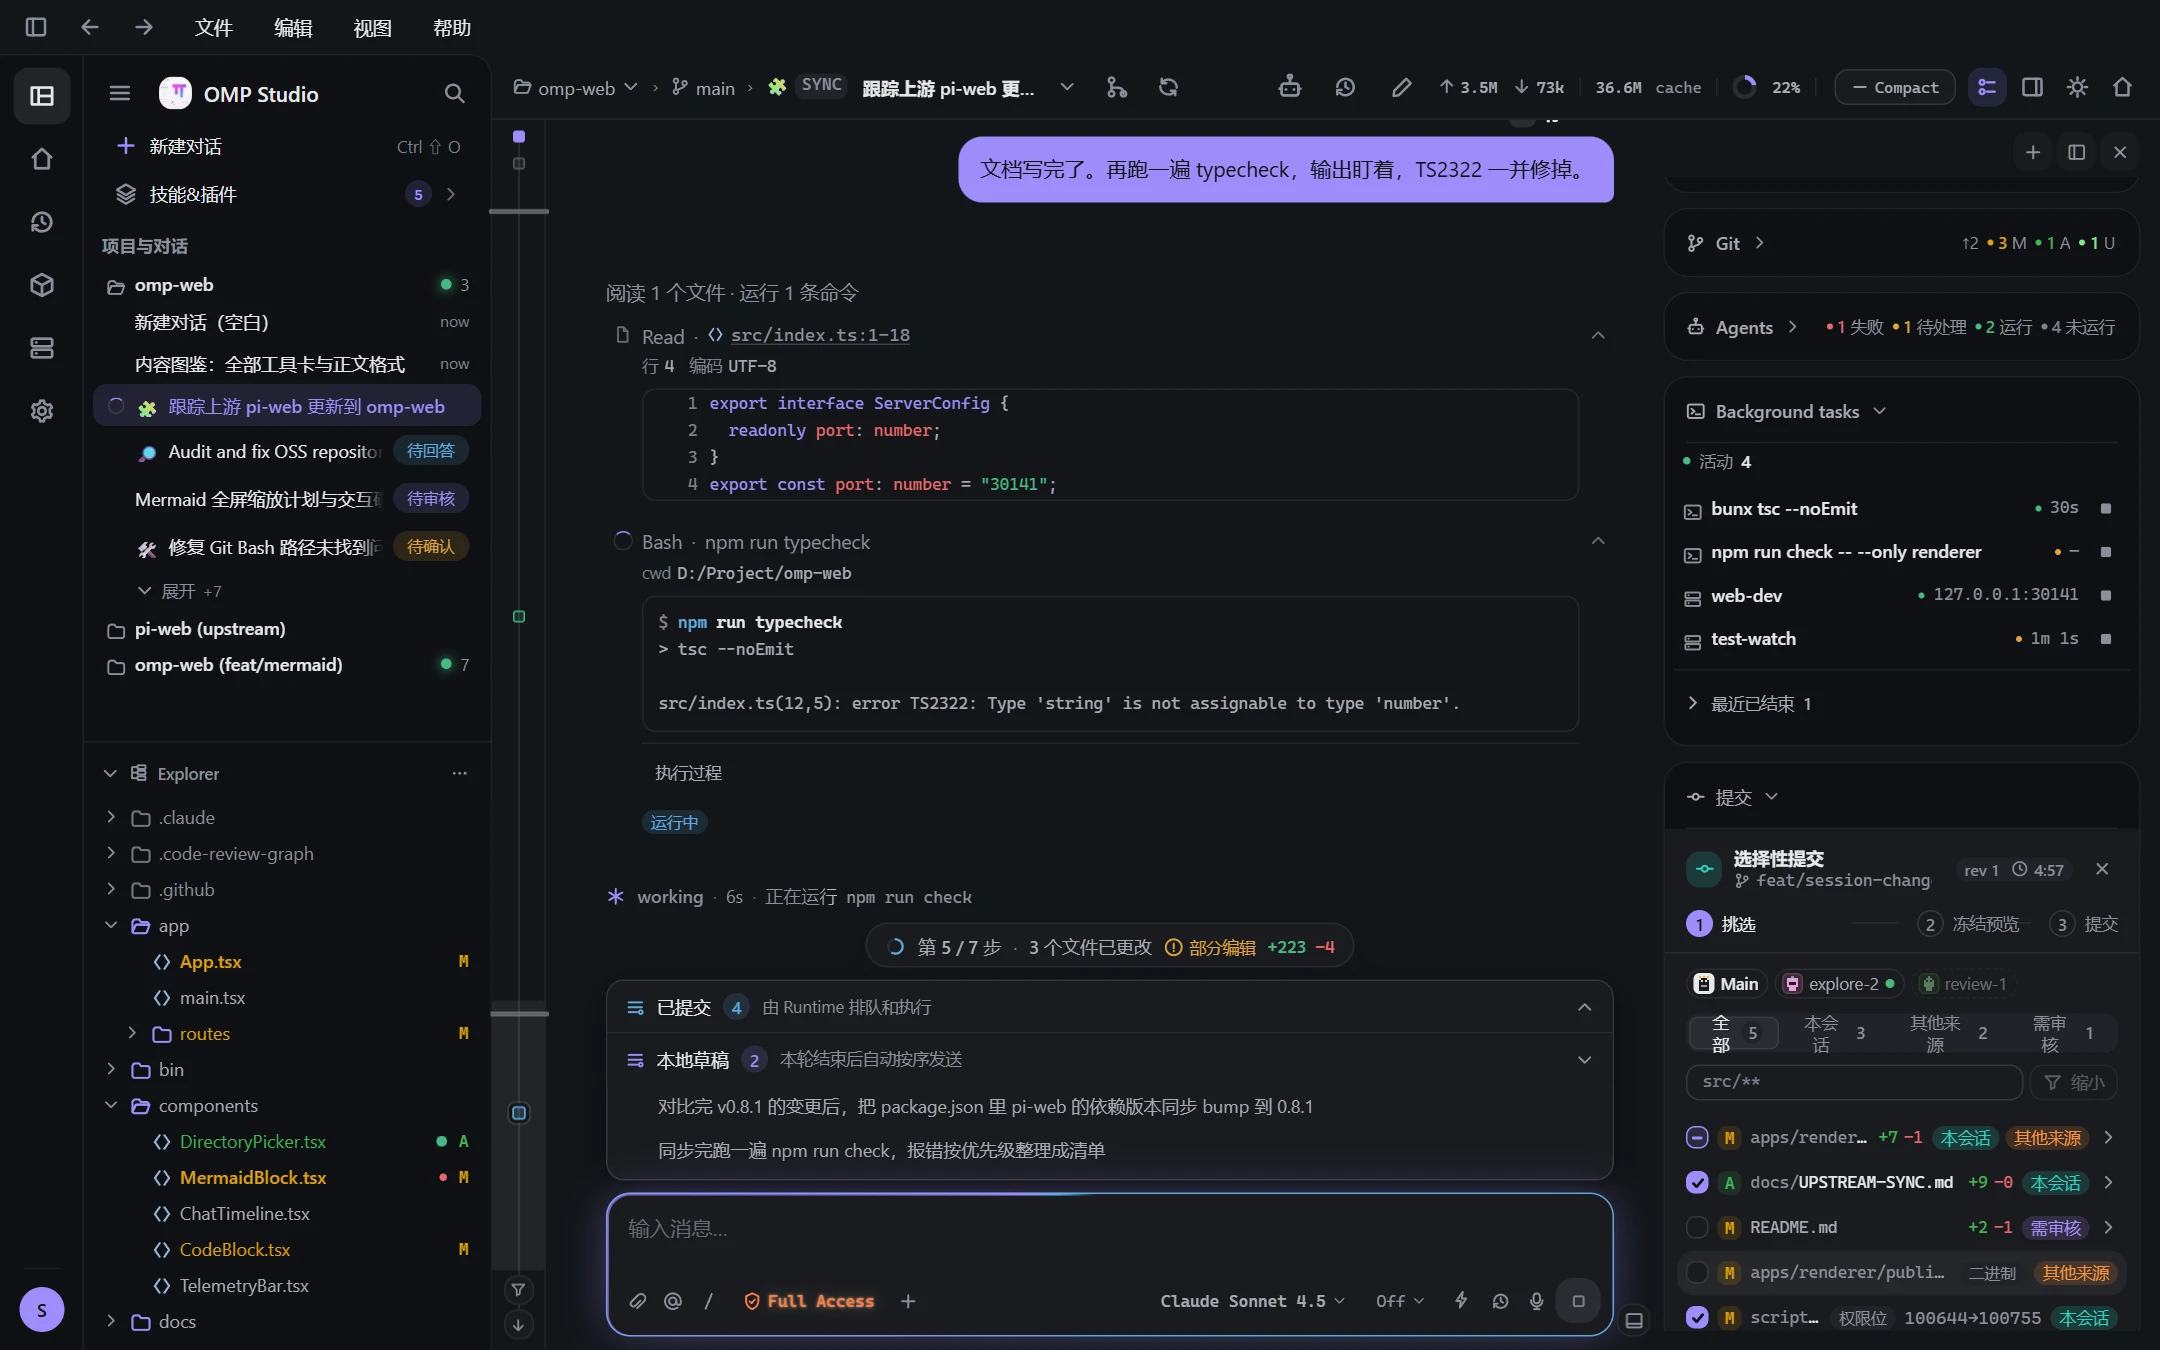 文件 编辑 视图 帮助
OMP Studio
新建对话 Ctrl ⇧ O
技能&插件 5
项目与对话
omp-web 3
新建对话（空白） now
内容图鉴：全部工具卡与正文格式 now
跟踪上游 pi-web 更新到 omp-web
Audit and fix OSS repositor 待回答
Mermaid 全屏缩放计划与交互 待审核
修复 Git Bash 路径未找到问 待确认
展开 +7
pi-web (upstream)
omp-web (feat/mermaid) 7
Explorer ···
.claude
.code-review-graph
.github
app
App.tsx M
main.tsx
routes M
bin
components
DirectoryPicker.tsx A
MermaidBlock.tsx M
ChatTimeline.tsx
CodeBlock.tsx M
TelemetryBar.tsx
docs
S
omp-web › main › SYNC 跟踪上游 pi-web 更... ↑ 3.5M ↓ 73k 36.6M cache 22% — Compact
文档写完了。再跑一遍 typecheck，输出盯着，TS2322 一并修掉。
阅读 1 个文件 · 运行 1 条命令
Read · src/index.ts:1-18
行 4 编码 UTF-8
1 export interface ServerConfig {
2 readonly port: number;
3 }
4 export const port: number = "30141";
Bash · npm run typecheck
cwd D:/Project/omp-web
$ npm run typecheck
> tsc --noEmit
src/index.ts(12,5): error TS2322: Type 'string' is not assignable to type 'number'.
执行过程
运行中
working · 6s · 正在运行 npm run check
第 5 / 7 步 · 3 个文件已更改 部分编辑 +223 -4
已提交 4 由 Runtime 排队和执行
本地草稿 2 本轮结束后自动按序发送
对比完 v0.8.1 的变更后，把 package.json 里 pi-web 的依赖版本同步 bump 到 0.8.1
同步完跑一遍 npm run check，报错按优先级整理成清单
输入消息...
@ / Full Access + Claude Sonnet 4.5 Off
Git ↑2 3 M 1 A 1 U
Agents 1 失败 1 待处理 2 运行 4 未运行
Background tasks
活动 4
bunx tsc --noEmit 30s
npm run check -- --only renderer —
web-dev 127.0.0.1:30141
test-watch 1m 1s
最近已结束 1
提交
选择性提交 rev 1 4:57
feat/session-chang
1 挑选 2 冻结预览 3 提交
Main explore-2 review-1
全部 5 本会话 3 其他来源 2 需审核 1
src/** 缩小
M apps/render... +7 -1 本会话 其他来源
A docs/UPSTREAM-SYNC.md +9 -0 本会话
M README.md +2 -1 需审核
M apps/renderer/publi... 二进制 其他来源
M script... 权限位 100644→100755 本会话